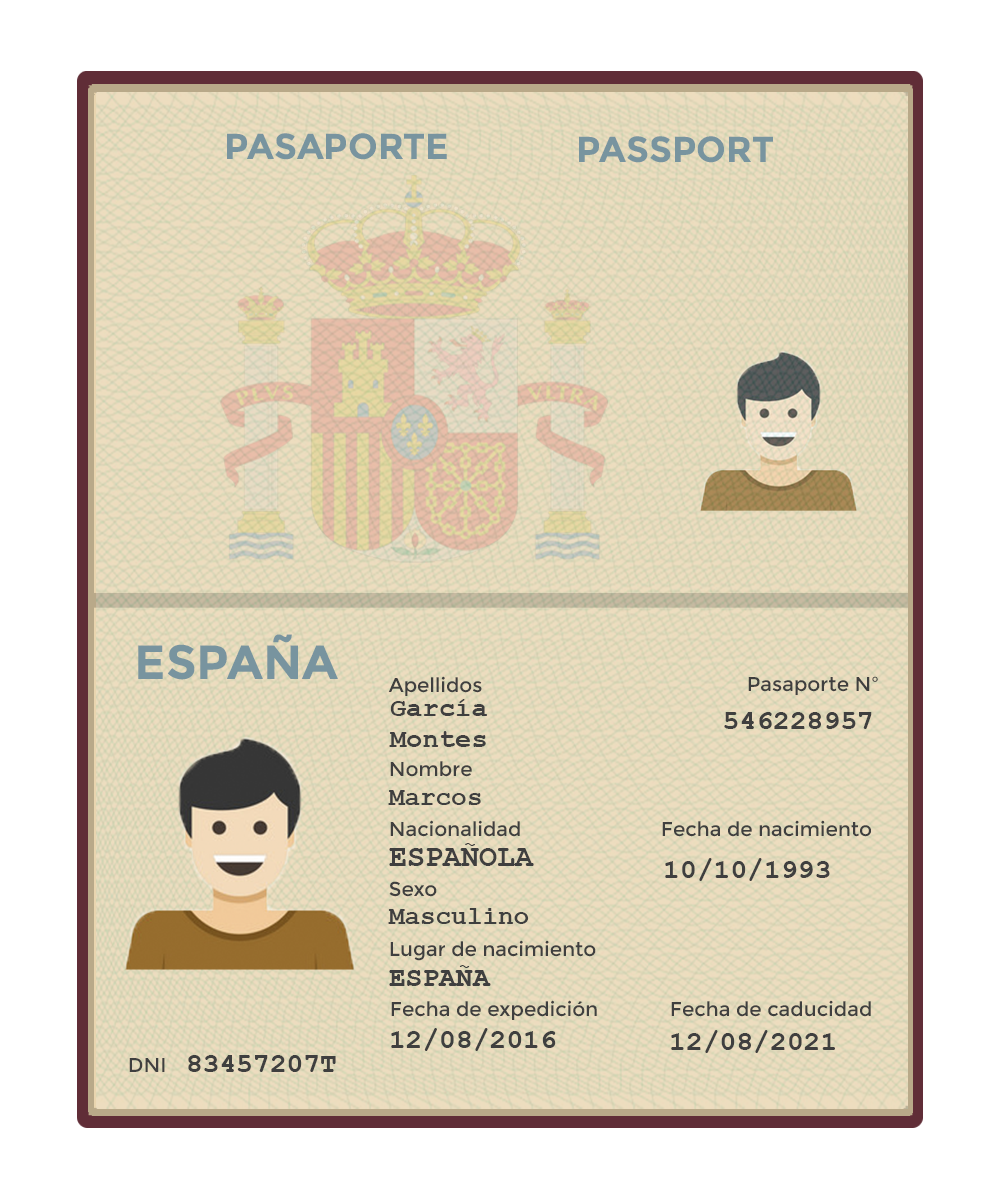 PASAPORTE PASSPORT
PLVS VLTRA
ESPAÑA
Apellidos
García
Montes
Nombre
Marcos
Nacionalidad
ESPAÑOLA
Sexo
Masculino
Lugar de nacimiento
ESPAÑA
Fecha de expedición
12/08/2016
Pasaporte N°
546228957
Fecha de nacimiento
10/10/1993
Fecha de caducidad
12/08/2021
DNI 83457207T